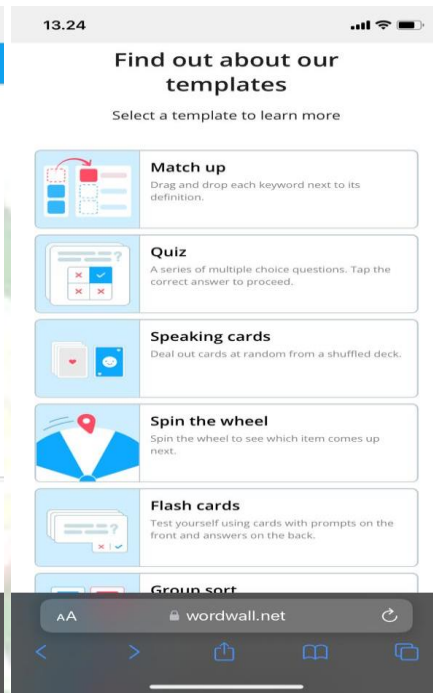 13.24
Find out about our
templates
Select a template to learn more
Match up
Drag and drop each keyword next to its
definition.
?
Quiz
A series of multiple choice questions. Tap the
correct answer to proceed.
Speaking cards
Deal out cards at random from a shuffled deck.
Spin the wheel
Spin the wheel to see which item comes up
next.
?
Flash cards
Test yourself using cards with prompts on the
front and answers on the back.
Group sort
AA wordwall.net